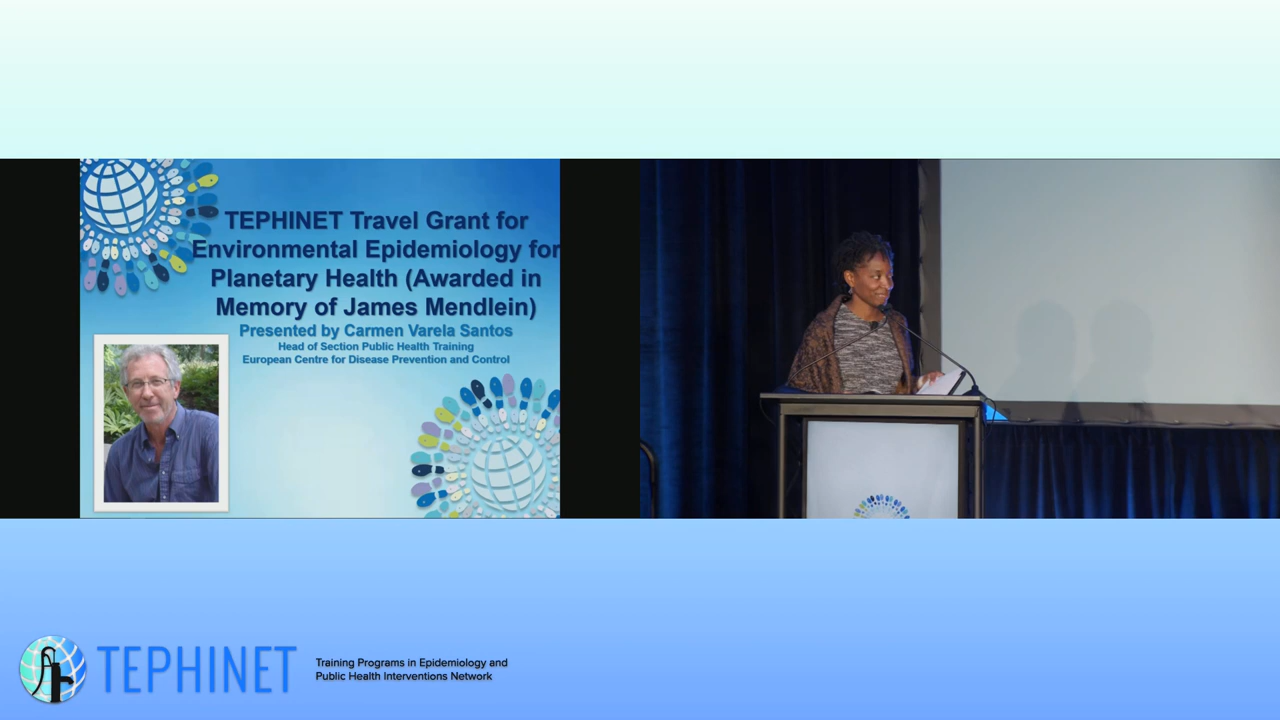 TEPHINET Travel Grant for
Environmental Epidemiology for
Planetary Health (Awarded in
Memory of James Mendlein)
Presented by Carmen Varela Santos
Head of Section Public Health Training
European Centre for Disease Prevention and Control
TEPHINET
Training Programs in Epidemiology and
Public Health Interventions Network